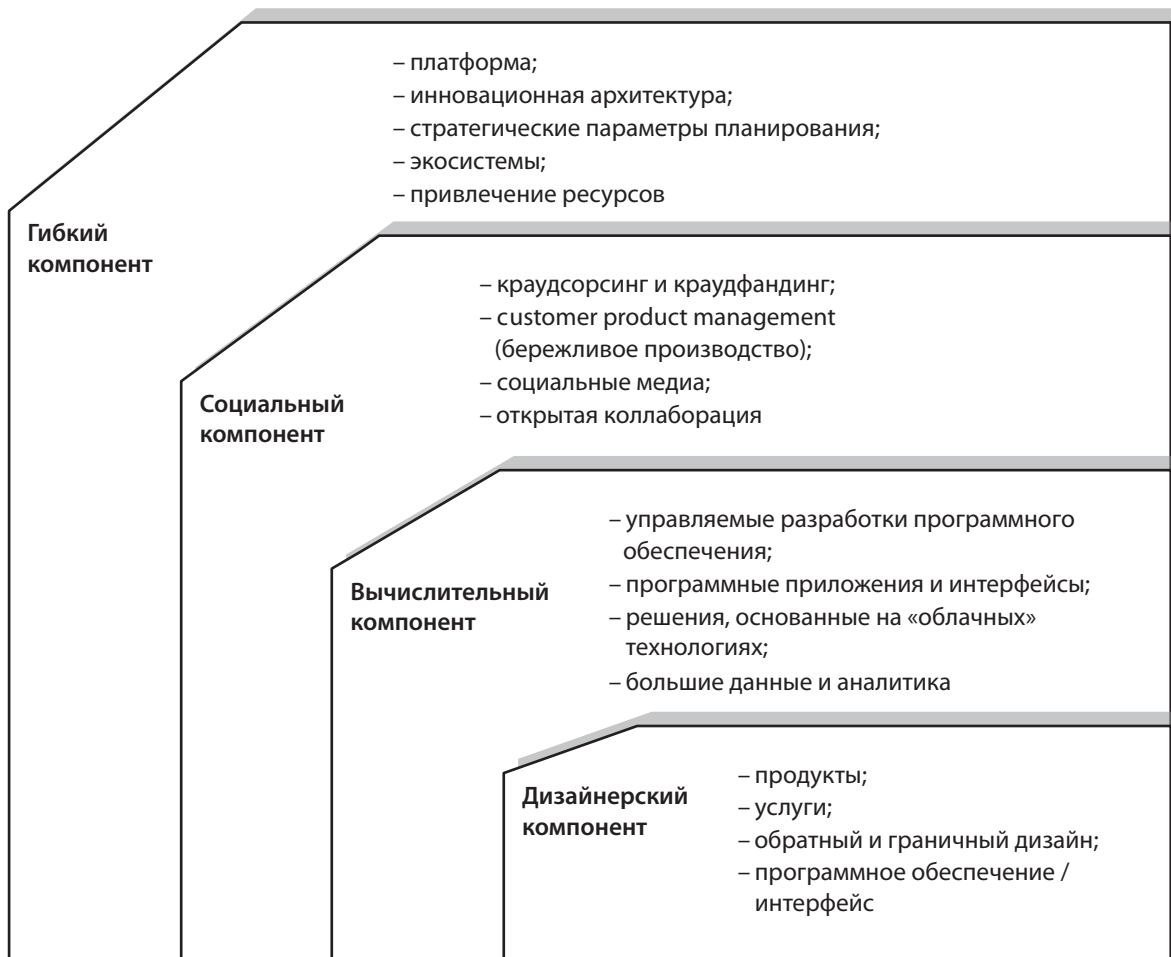 – платформа;
– инновационная архитектура;
– стратегические параметры планирования;
– экосистемы;
– привлечение ресурсов
Гибкий
компонент
– краудсорсинг и краудфандинг;
– customer product management
(бережливое производство);
– социальные медиа;
– открытая коллаборация
Социальный
компонент
– управляемые разработки программного
обеспечения;
– программные приложения и интерфейсы;
– решения, основанные на «облачных»
технологиях;
– большие данные и аналитика
Вычислительный
компонент
– продукты;
– услуги;
– обратный и граничный дизайн;
– программное обеспечение /
интерфейс
Дизайнерский
компонент